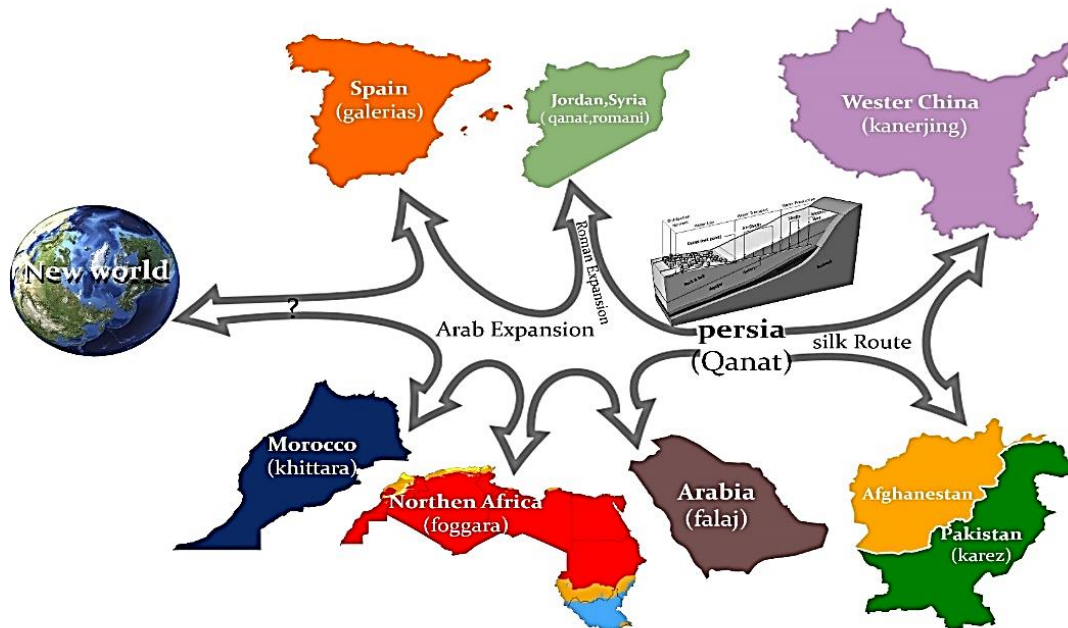 Spain
(galerias)
Jordan,Syria
(qanat,romani)
Wester China
(kanerjing)
New world
?
Arab Expansion
Roman Expansion
persia
(Qanat)
silk Route
Morocco
(khittara)
Northen Africa
(foggara)
Arabia
(falaj)
Afghanestan
Pakistan
(karez)